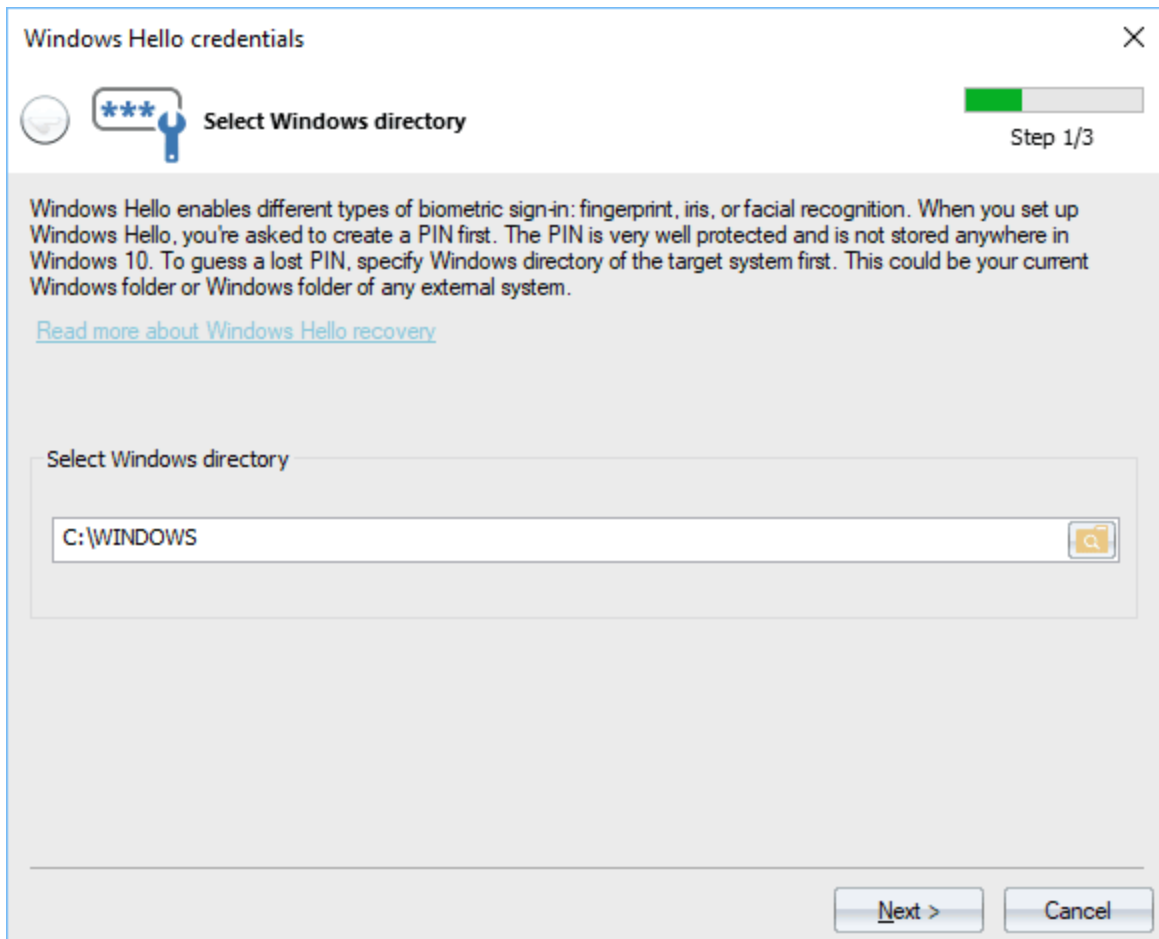 Windows Hello credentials
***
Select Windows directory
Step 1/3
Windows Hello enables different types of biometric sign-in: fingerprint, iris, or facial recognition. When you set up
Windows Hello, you're asked to create a PIN first. The PIN is very well protected and is not stored anywhere in
Windows 10. To guess a lost PIN, specify Windows directory of the target system first. This could be your current
Windows folder or Windows folder of any external system.
Read more about Windows Hello recovery
Select Windows directory
C:\WINDOWS
Next >
Cancel